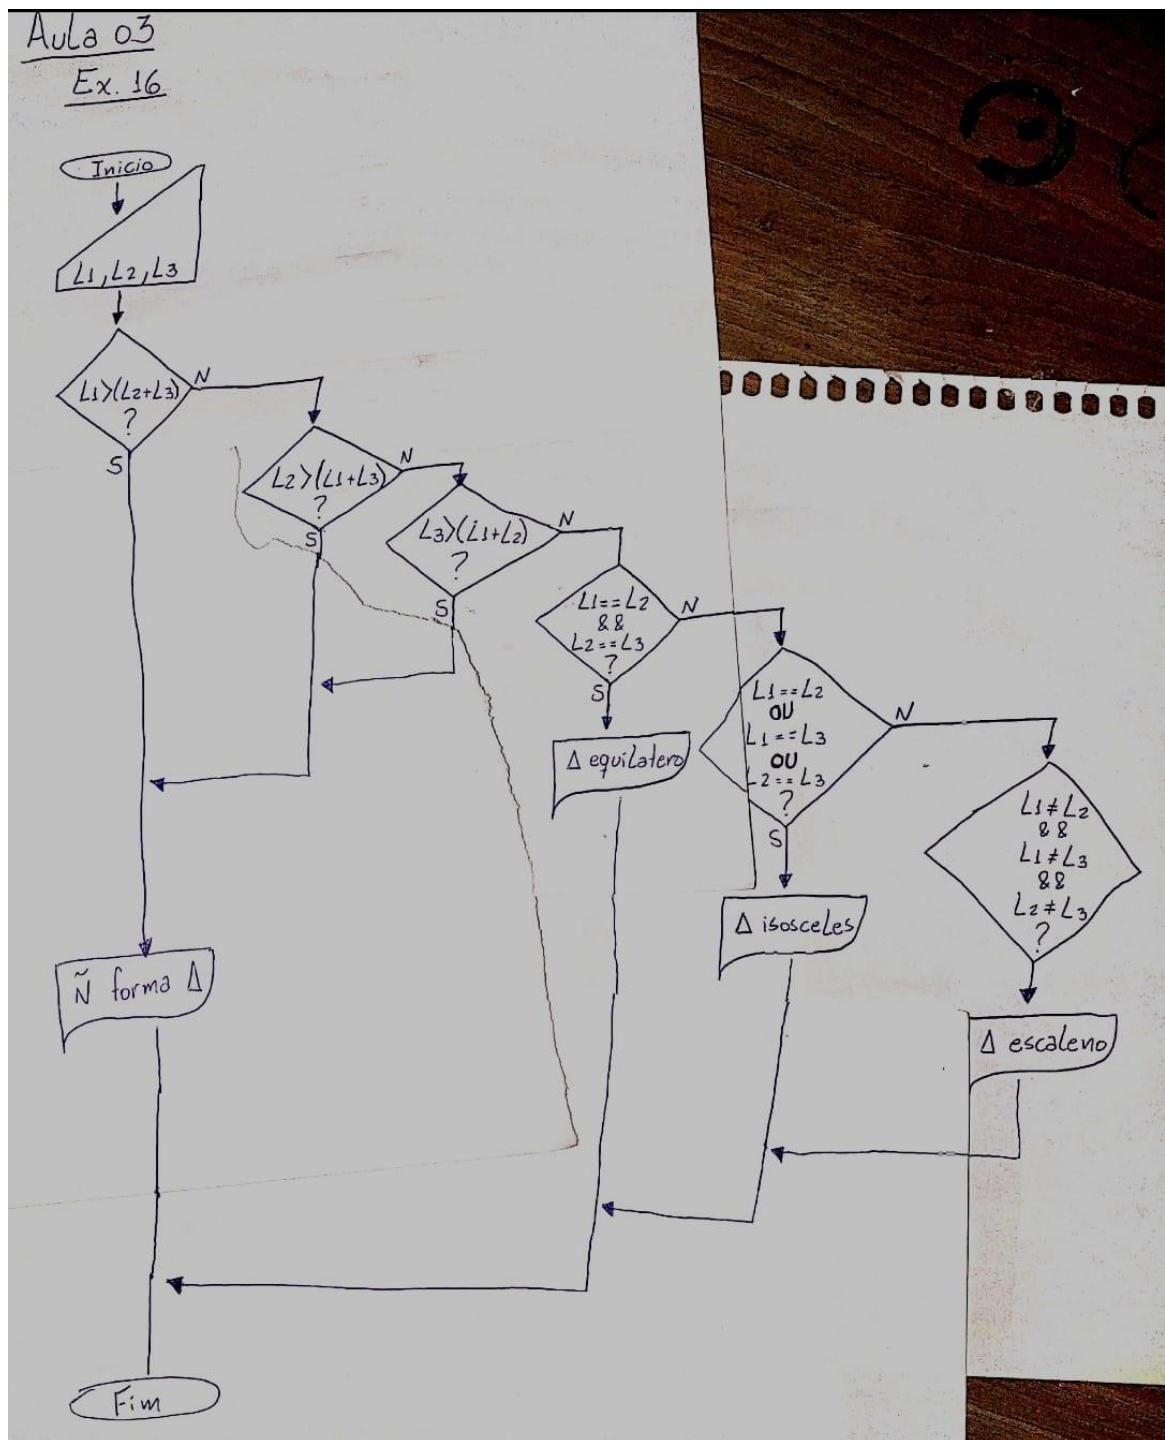 Aula 03
Ex. 16
Inicio
L1, L2, L3
L1>(L2+L3)
?
N
S
L2>(L1+L3)
?
N
S
L3>(L1+L2)
?
N
S
L1==L2
&&
L2==L3
?
N
S
Δ equilatero
L1==L2
OU
L1==L3
OU
L2==L3
?
N
S
Δ isosceles
L1≠L2
&&
L1≠L3
&&
L2≠L3
?
Δ escaleno
Ñ forma Δ
Fim